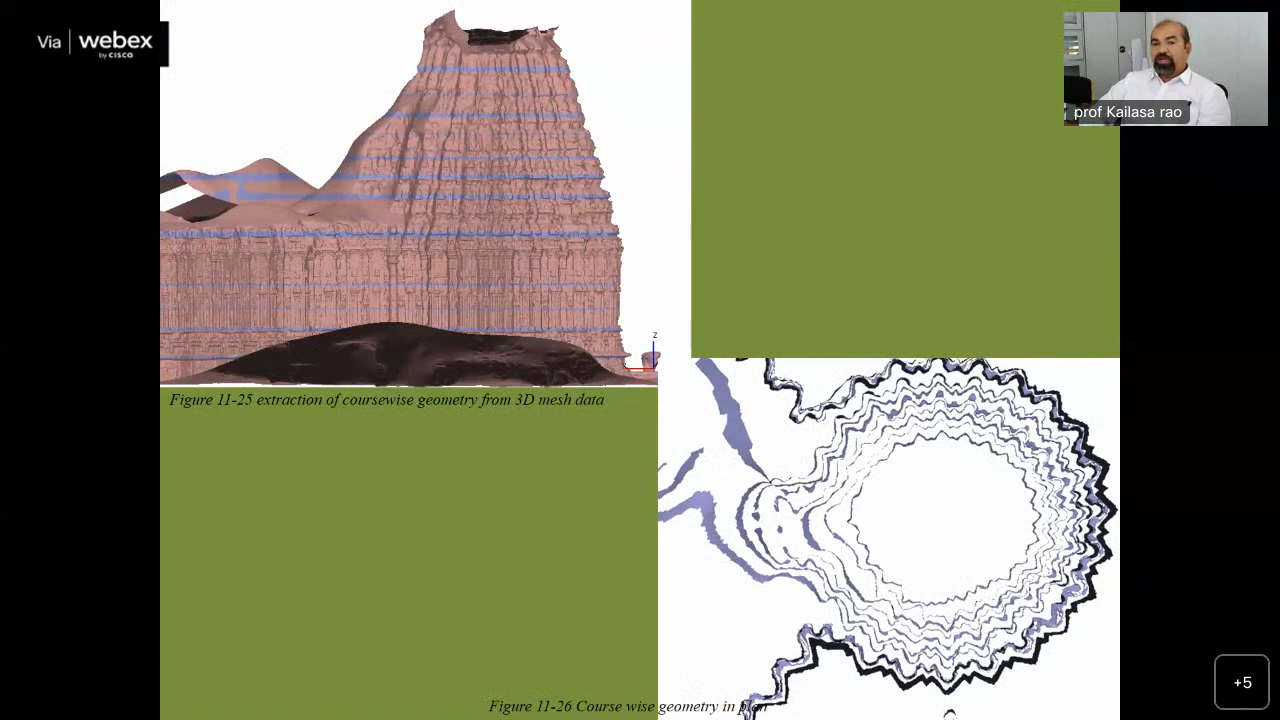 Via webex
by CISCO
prof Kailasa rao
z
Figure 11-25 extraction of coursewise geometry from 3D mesh data
Figure 11-26 Course wise geometry in plan
+5